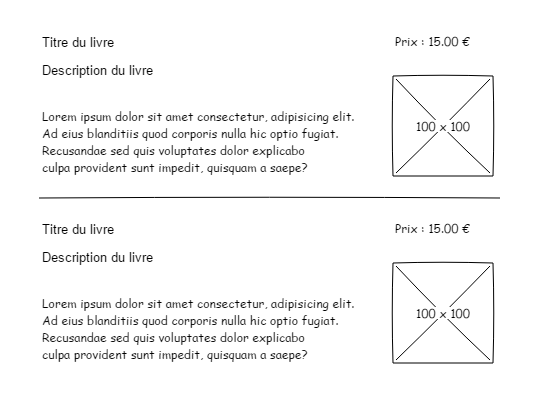 Titre du livre
Prix : 15.00 €
Description du livre
Lorem ipsum dolor sit amet consectetur, adipisicing elit.
Ad eius blanditiis quod corporis nulla hic optio fugiat.
Recusandae sed quis voluptates dolor explicabo
culpa provident sunt impedit, quisquam a saepe?
100 x 100
Titre du livre
Prix : 15.00 €
Description du livre
Lorem ipsum dolor sit amet consectetur, adipisicing elit.
Ad eius blanditiis quod corporis nulla hic optio fugiat.
Recusandae sed quis voluptates dolor explicabo
culpa provident sunt impedit, quisquam a saepe?
100 x 100